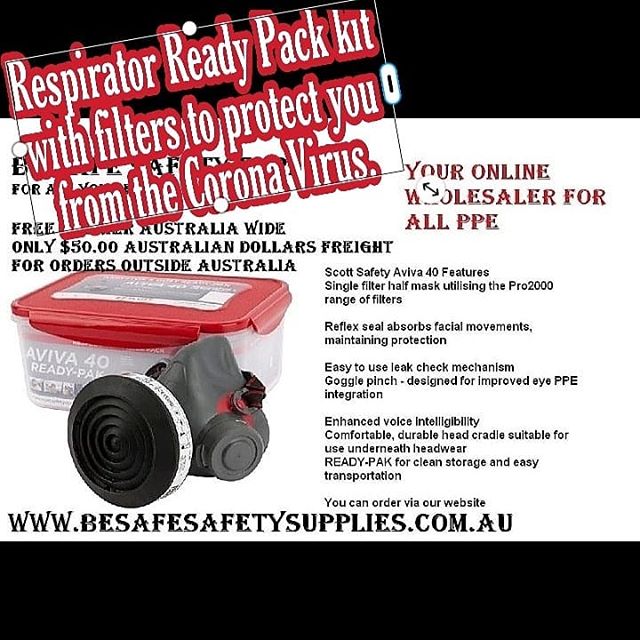 Respirator Ready Pack kit
with filters to protect you
from the Corona Virus.
FOR
FREE AUSTRALIA WIDE
ONLY $50.00 AUSTRALIAN DOLLARS FREIGHT
FOR ORDERS OUTSIDE AUSTRALIA
YOUR ONLINE
WHOLESALER FOR
ALL PPE
Scott Safety Aviva 40 Features
Single filter half mask utilising the Pro2000
range of filters
Reflex seal absorbs facial movements,
maintaining protection
Easy to use leak check mechanism
Goggle pinch - designed for improved eye PPE
integration
Enhanced voice intelligibility
Comfortable, durable head cradle suitable for
use underneath headwear
READY-PAK for clean storage and easy
transportation
You can order via our website
AVIVA 40
READY-PAK
WWW.BESAFESAFETYSUPPLIES.COM.AU